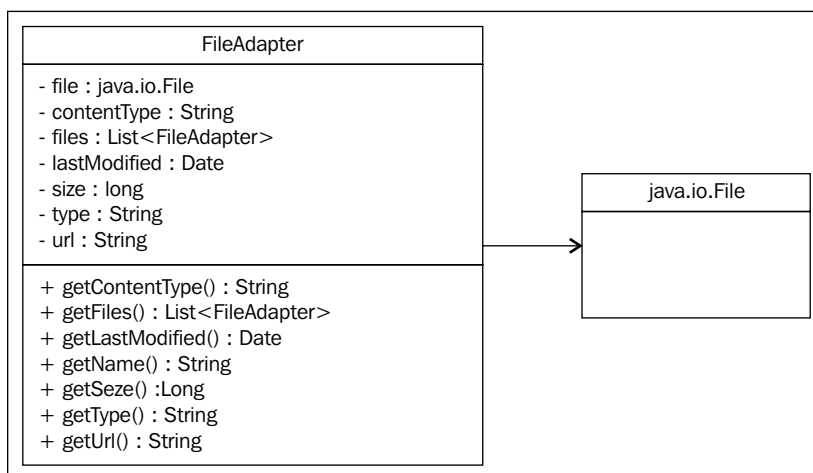 FileAdapter
- file : java.io.File
- contentType : String
- files : List<FileAdapter>
- lastModified : Date
- size : long
- type : String
- url : String
+ getContentType() : String
+ getFiles() : List<FileAdapter>
+ getLastModified() : Date
+ getName() : String
+ getSeze() :Long
+ getType() : String
+ getUrl() : String
java.io.File